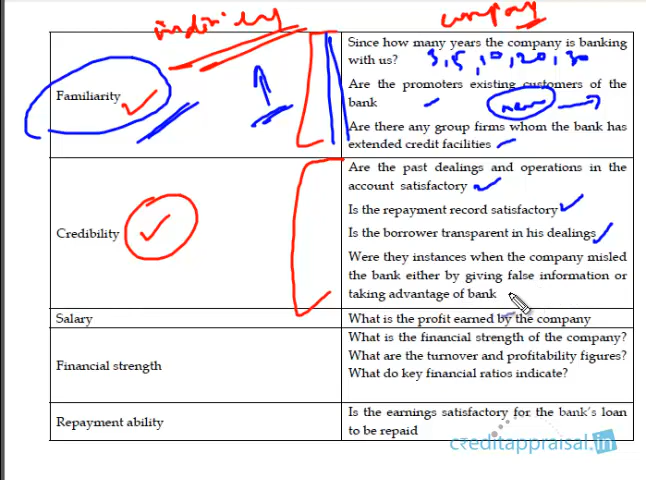 individual
company
Since how many years the company is banking
with us?
3, 5, 10, 20, 30
Familiarity
Are the promoters existing customers of the
bank
new
Are there any group firms whom the bank has
extended credit facilities
Credibility
Are the past dealings and operations in the
account satisfactory
Is the repayment record satisfactory
Is the borrower transparent in his dealings
Were they instances when the company misled
the bank either by giving false information or
taking advantage of bank
Salary
What is the profit earned by the company
Financial strength
What is the financial strength of the company?
What are the turnover and profitability figures?
What do key financial ratios indicate?
Repayment ability
Is the earnings satisfactory for the bank's loan
to be repaid
creditappraisal.in